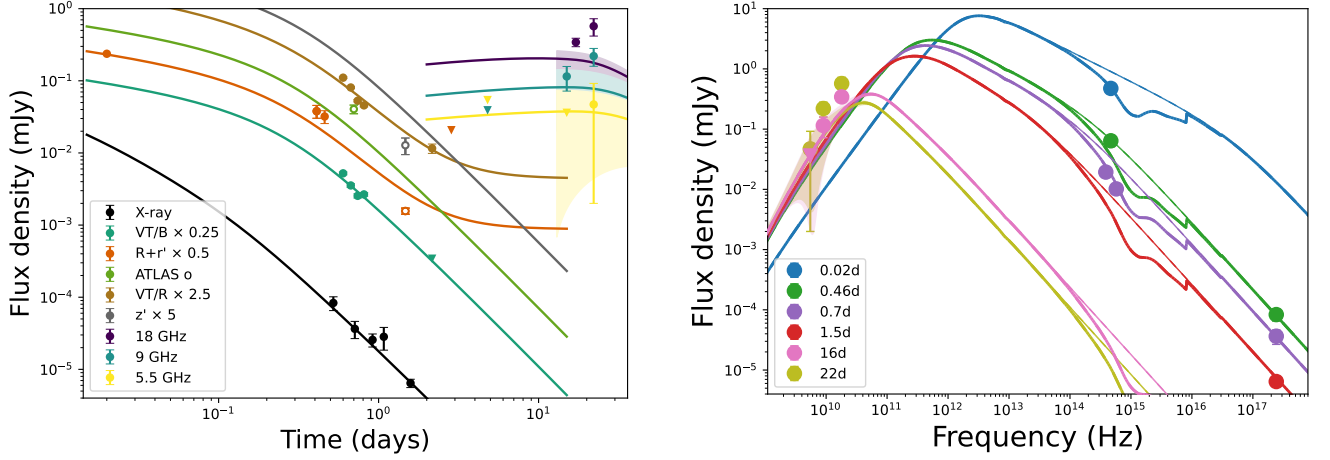 Flux density (mJy)
10⁰
10⁻¹
10⁻²
10⁻³
10⁻⁴
10⁻⁵
X-ray
VT/B × 0.25
R+r' × 0.5
ATLAS o
VT/R × 2.5
z' × 5
18 GHz
9 GHz
5.5 GHz
10⁻¹ 10⁰ 10¹
Time (days)
Flux density (mJy)
10¹
10⁰
10⁻¹
10⁻²
10⁻³
10⁻⁴
10⁻⁵
0.02d
0.46d
0.7d
1.5d
16d
22d
10¹⁰ 10¹¹ 10¹² 10¹³ 10¹⁴ 10¹⁵ 10¹⁶ 10¹⁷
Frequency (Hz)